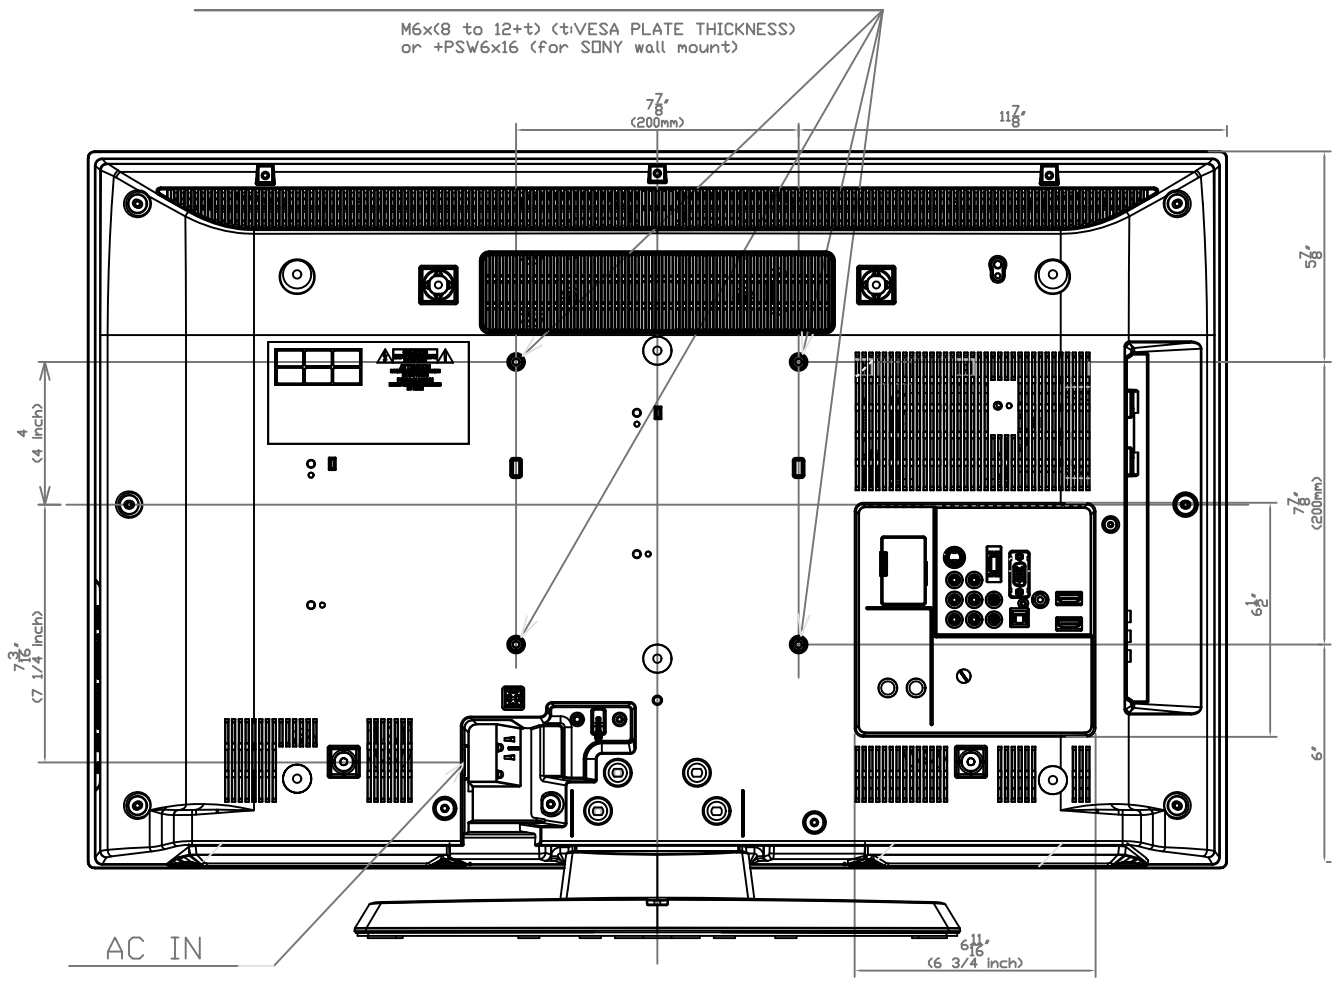 M6x(8 to 12+t) (t:VESA PLATE THICKNESS)
or +PSW6x16 (for SONY wall mount)
7 7/8"
(200mm)
11 7/8"
5 7/8"
4
(4 inch)
7 7/8"
(200mm)
6 1/2
7 3/16"
(7 1/4 inch)
6"
AC IN
6 11/16"
(6 3/4 inch)